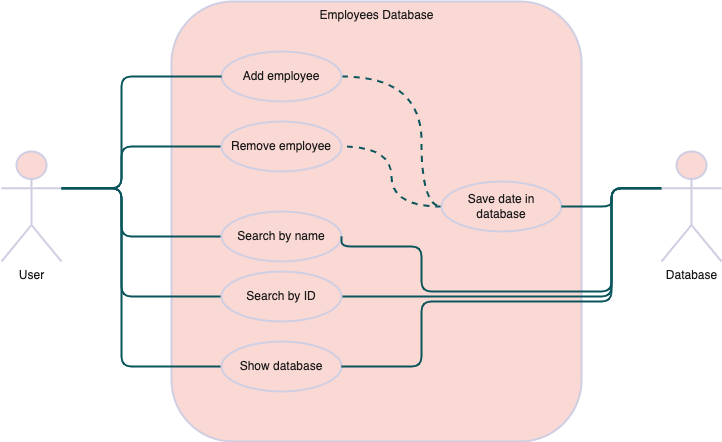 Employees Database
Add employee
Remove employee
Save date in
database
Search by name
Search by ID
Show database
User
Database